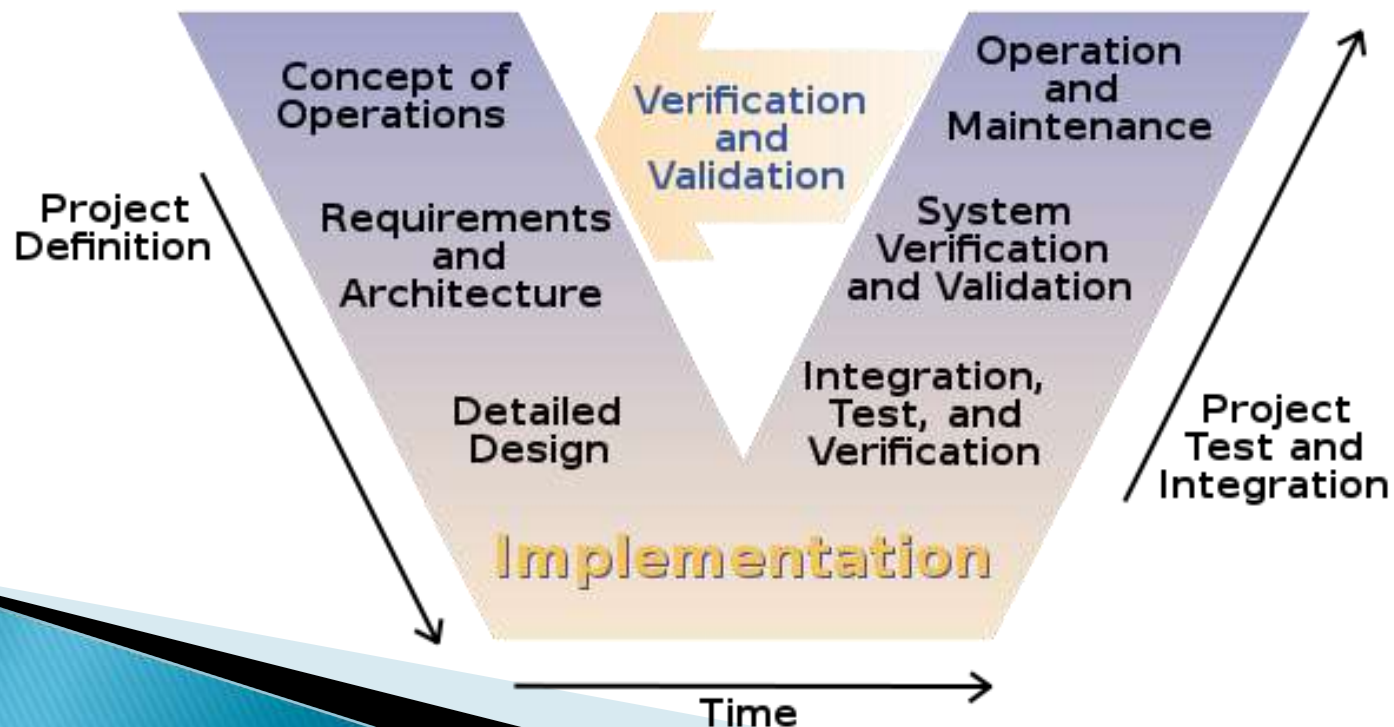 Concept of
Operations
Verification
and
Validation
Operation
and
Maintenance
Project
Definition
Requirements
and
Architecture
System
Verification
and Validation
Detailed
Design
Integration,
Test, and
Verification
Project
Test and
Integration
Implementation
Time